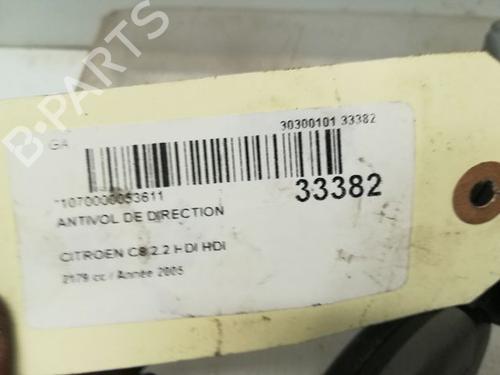 B-PARTS
GA
30300101 33382
*1070000053611
33382
ANTIVOL DE DIRECTION
CITROEN C8 2.2 HDI HDI
2179 cc / Année 2005